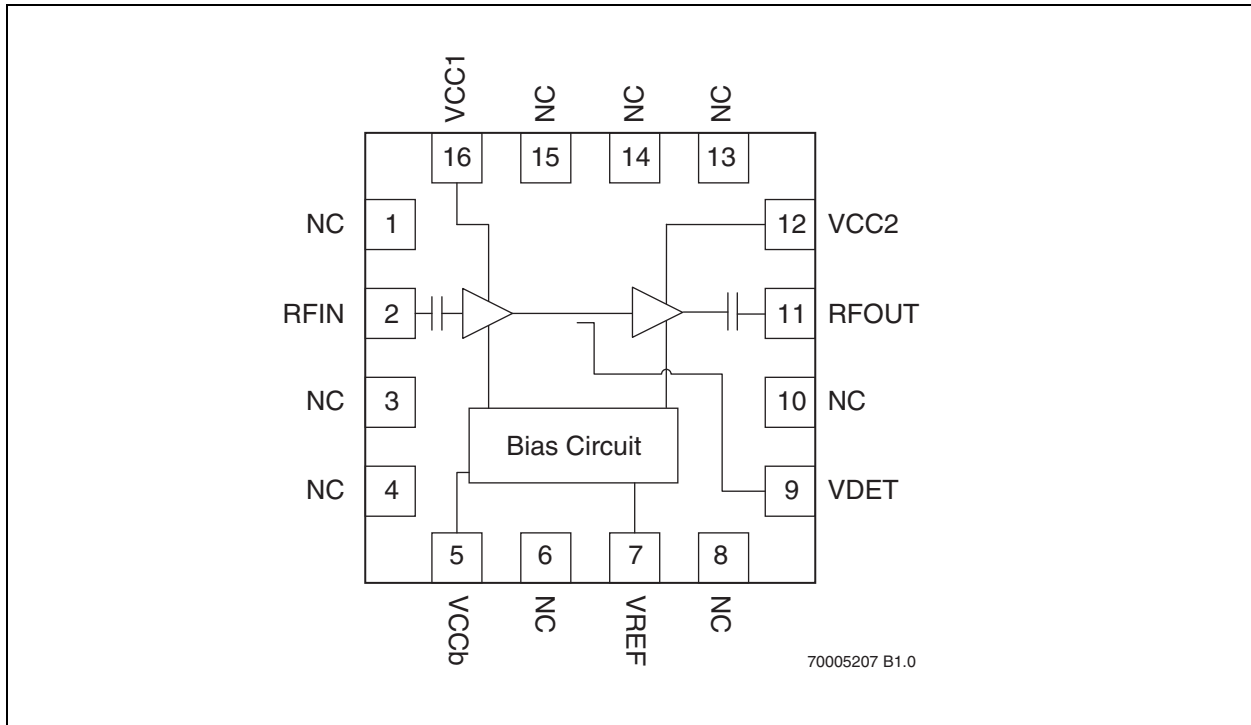 VCC1
NC
NC
NC
16
15
14
13
NC
1
12
VCC2
RFIN
2
11
RFOUT
NC
3
10
NC
Bias Circuit
NC
4
9
VDET
5
6
7
8
VCCb
NC
VREF
NC
70005207 B1.0